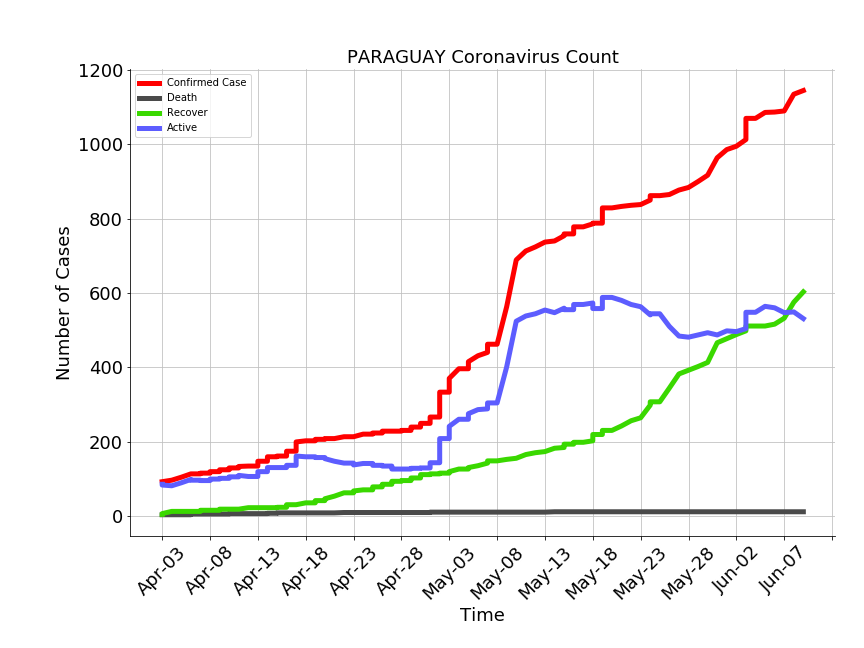 PARAGUAY Coronavirus Count
Confirmed Case
Death
Recover
Active
Number of Cases
1200
1000
800
600
400
200
0
Apr-03
Apr-08
Apr-13
Apr-18
Apr-23
Apr-28
May-03
May-08
May-13
May-18
May-23
May-28
Jun-02
Jun-07
Time